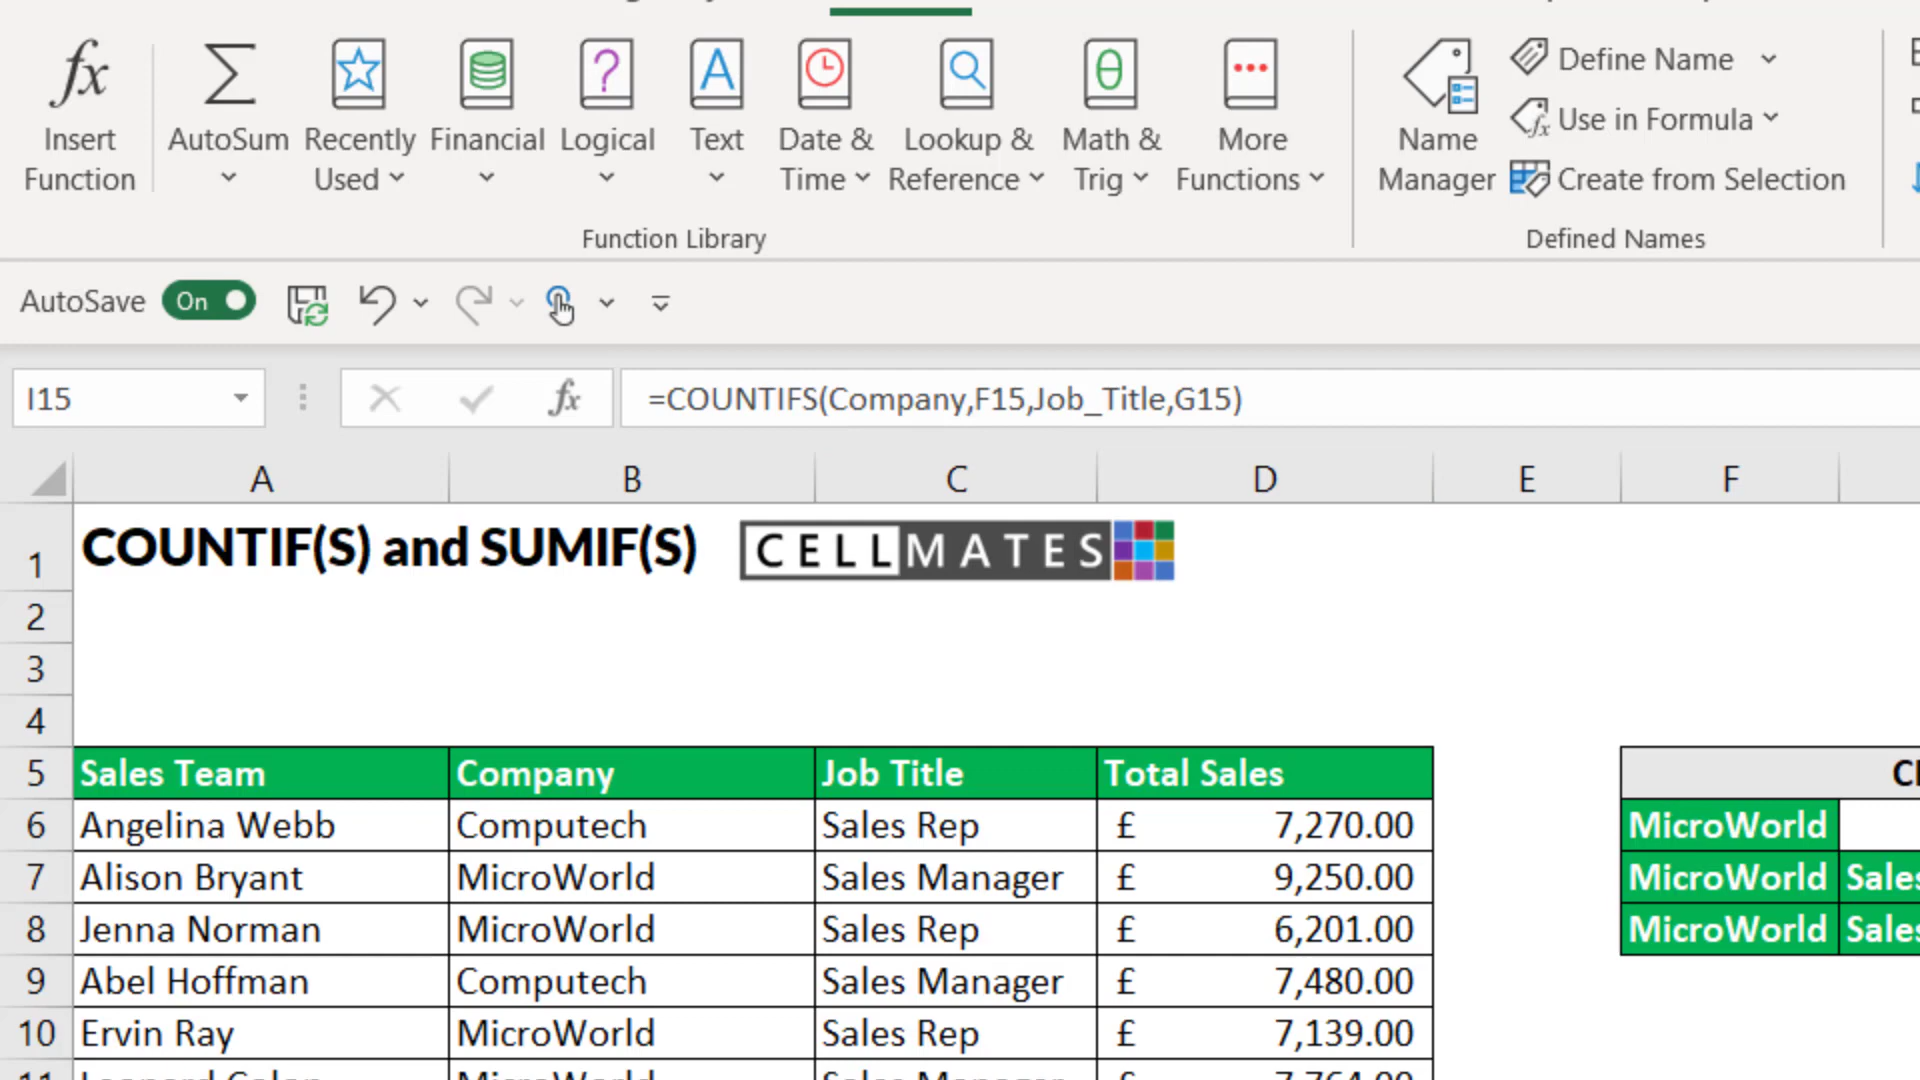 Insert Function
AutoSum
Recently Used
Financial
Logical
Text
Date & Time
Lookup & Reference
Math & Trig
More Functions
Name Manager
Define Name
Use in Formula
Create from Selection
Function Library
Defined Names
AutoSave On
I15
fx
=COUNTIFS(Company,F15,Job_Title,G15)
A B C D E F
1 COUNTIF(S) and SUMIF(S) CELLMATES
2
3
4
5 Sales Team Company Job Title Total Sales
6 Angelina Webb Computech Sales Rep £ 7,270.00 MicroWorld
7 Alison Bryant MicroWorld Sales Manager £ 9,250.00 MicroWorld Sales
8 Jenna Norman MicroWorld Sales Rep £ 6,201.00 MicroWorld Sales
9 Abel Hoffman Computech Sales Manager £ 7,480.00
10 Ervin Ray MicroWorld Sales Rep £ 7,139.00